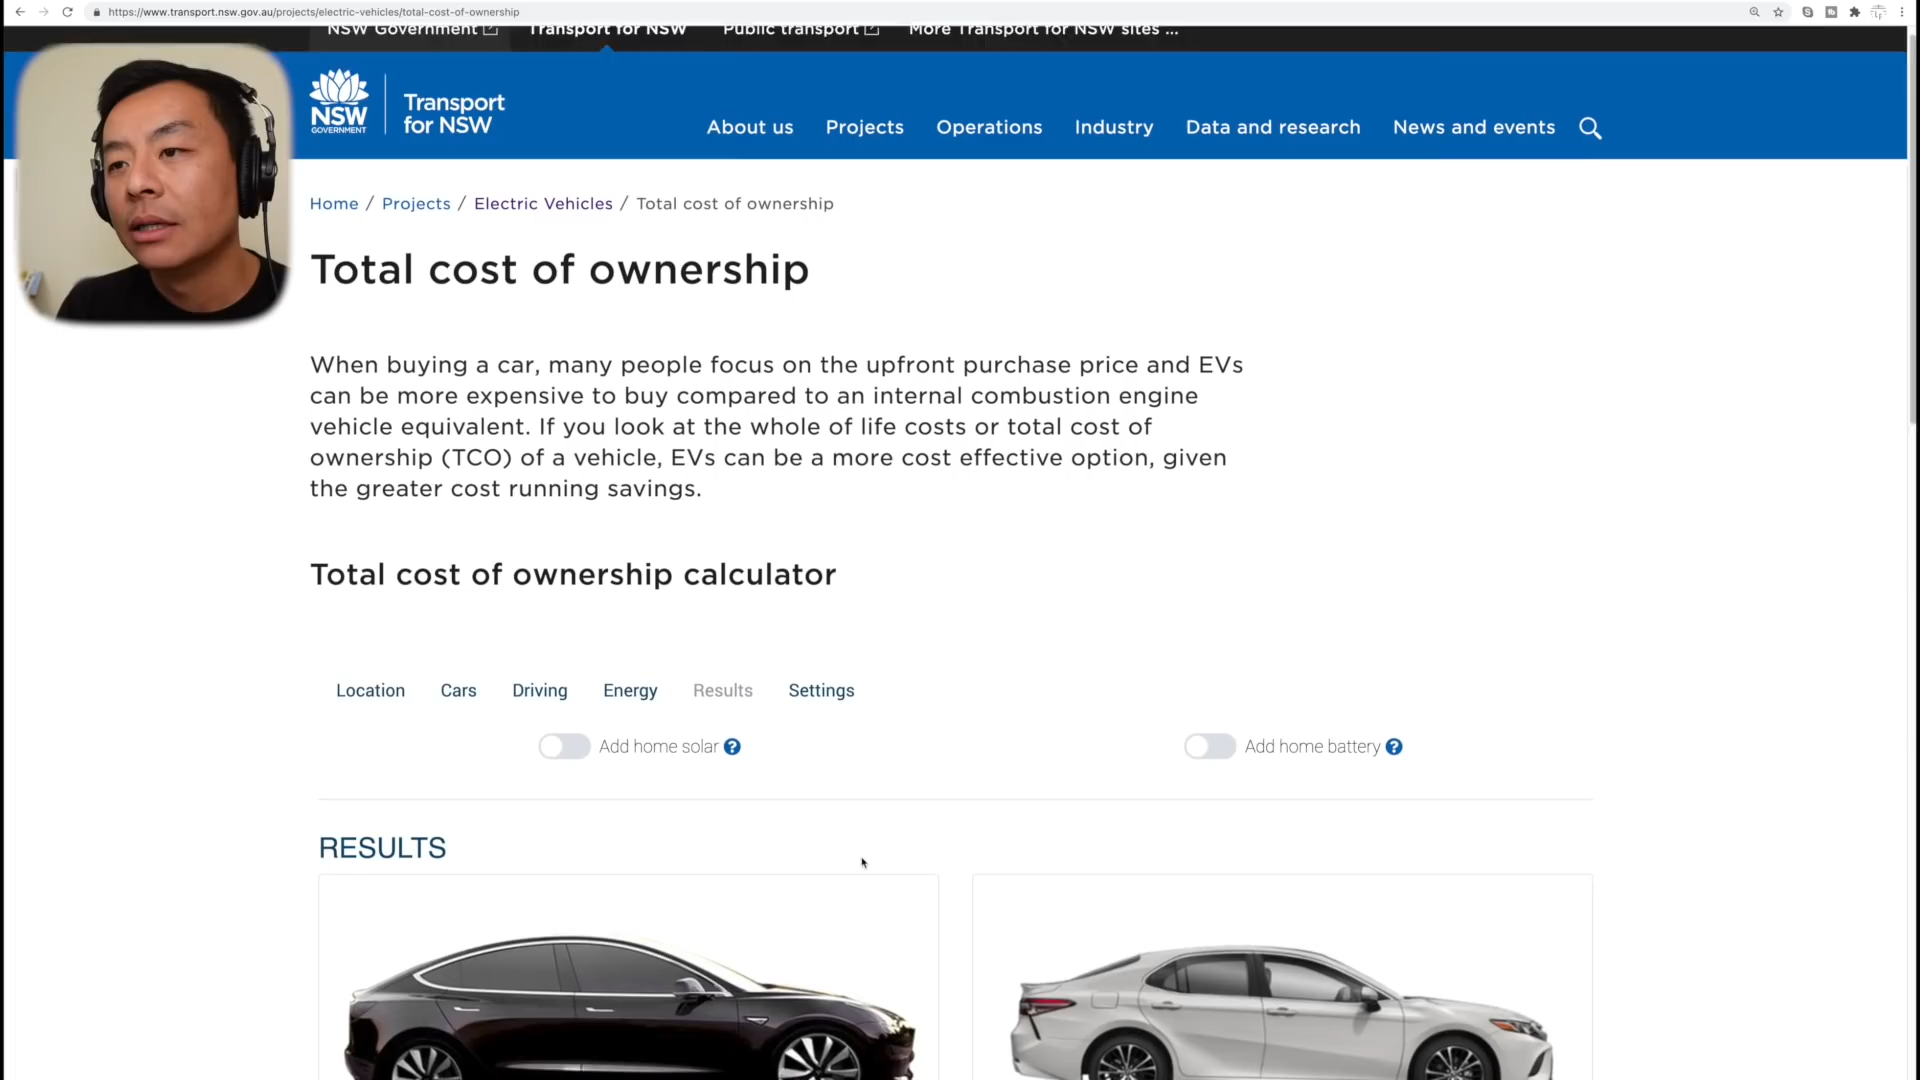 https://www.transport.nsw.gov.au/projects/electric-vehicles/total-cost-of-ownership
NSW Government Transport for NSW Public transport More Transport for NSW sites ...
NSW GOVERNMENT
Transport for NSW
About us Projects Operations Industry Data and research News and events
Home / Projects / Electric Vehicles / Total cost of ownership
Total cost of ownership
When buying a car, many people focus on the upfront purchase price and EVs
can be more expensive to buy compared to an internal combustion engine
vehicle equivalent. If you look at the whole of life costs or total cost of
ownership (TCO) of a vehicle, EVs can be a more cost effective option, given
the greater cost running savings.
Total cost of ownership calculator
Location Cars Driving Energy Results Settings
Add home solar ? Add home battery ?
RESULTS